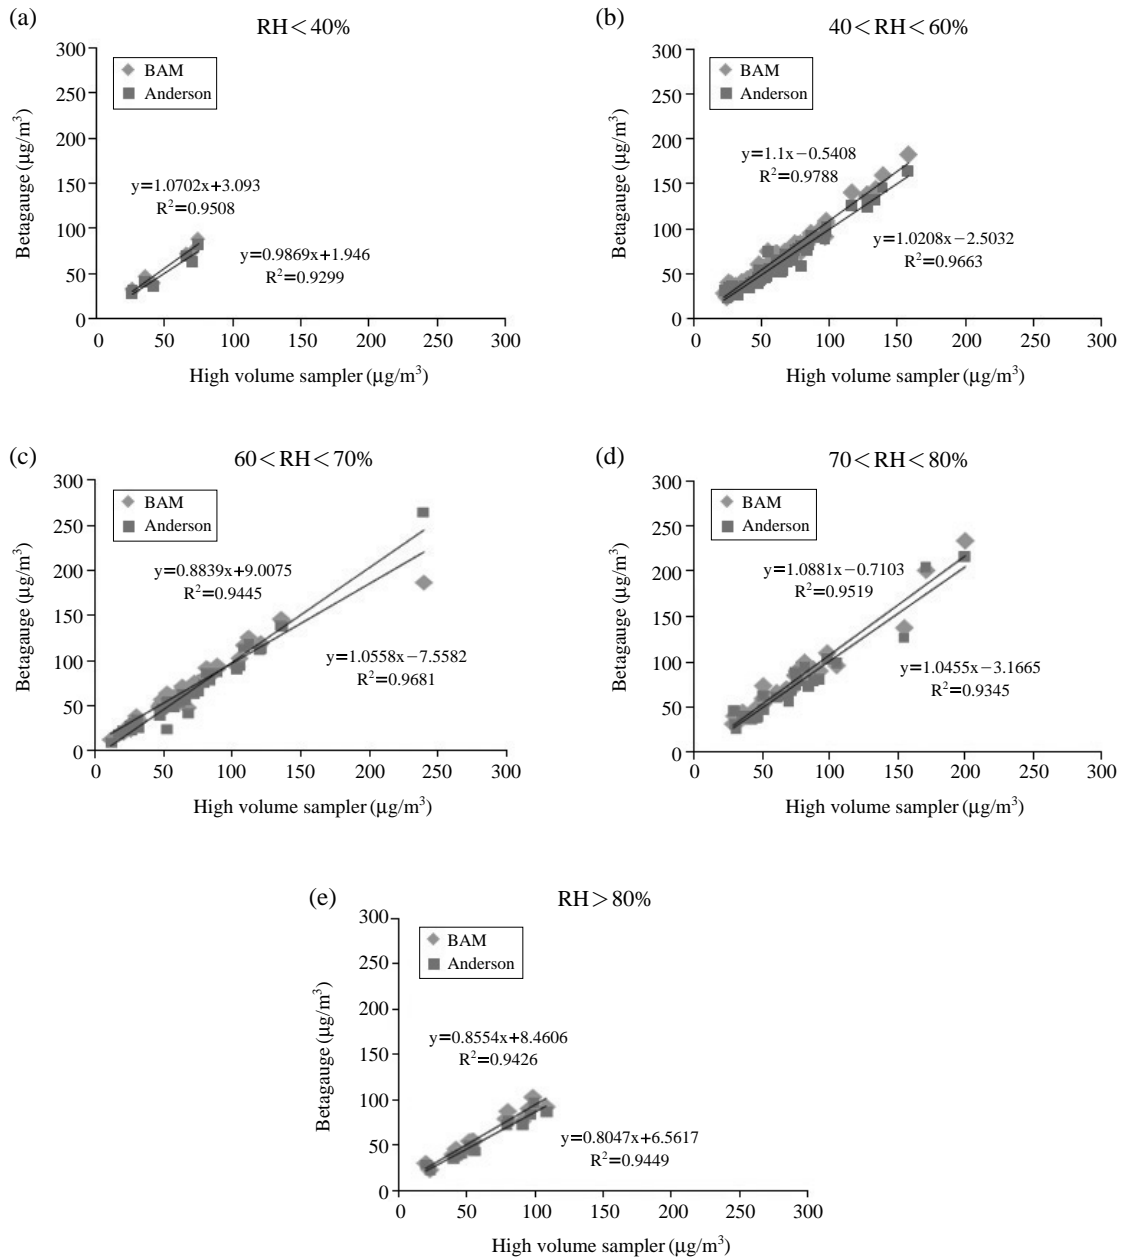 (a)
RH<40%
300
250
200
150
100
50
0
BAM
Anderson
y=1.0702x+3.093
R²=0.9508
y=0.9869x+1.946
R²=0.9299
0 50 100 150 200 250 300
High volume sampler (μg/m³)
Betagauge (μg/m³)
(b)
40<RH<60%
300
250
200
150
100
50
0
BAM
Anderson
y=1.1x−0.5408
R²=0.9788
y=1.0208x−2.5032
R²=0.9663
0 50 100 150 200 250 300
High volume sampler (μg/m³)
Betagauge (μg/m³)
(c)
60<RH<70%
300
250
200
150
100
50
0
BAM
Anderson
y=0.8839x+9.0075
R²=0.9445
y=1.0558x−7.5582
R²=0.9681
0 50 100 150 200 250 300
High volume sampler (μg/m³)
Betagauge (μg/m³)
(d)
70<RH<80%
300
250
200
150
100
50
0
BAM
Anderson
y=1.0881x−0.7103
R²=0.9519
y=1.0455x−3.1665
R²=0.9345
0 50 100 150 200 250 300
High volume sampler (μg/m³)
Betagauge (μg/m³)
(e)
RH>80%
300
250
200
150
100
50
0
BAM
Anderson
y=0.8554x+8.4606
R²=0.9426
y=0.8047x+6.5617
R²=0.9449
0 50 100 150 200 250 300
High volume sampler (μg/m³)
Betagauge (μg/m³)